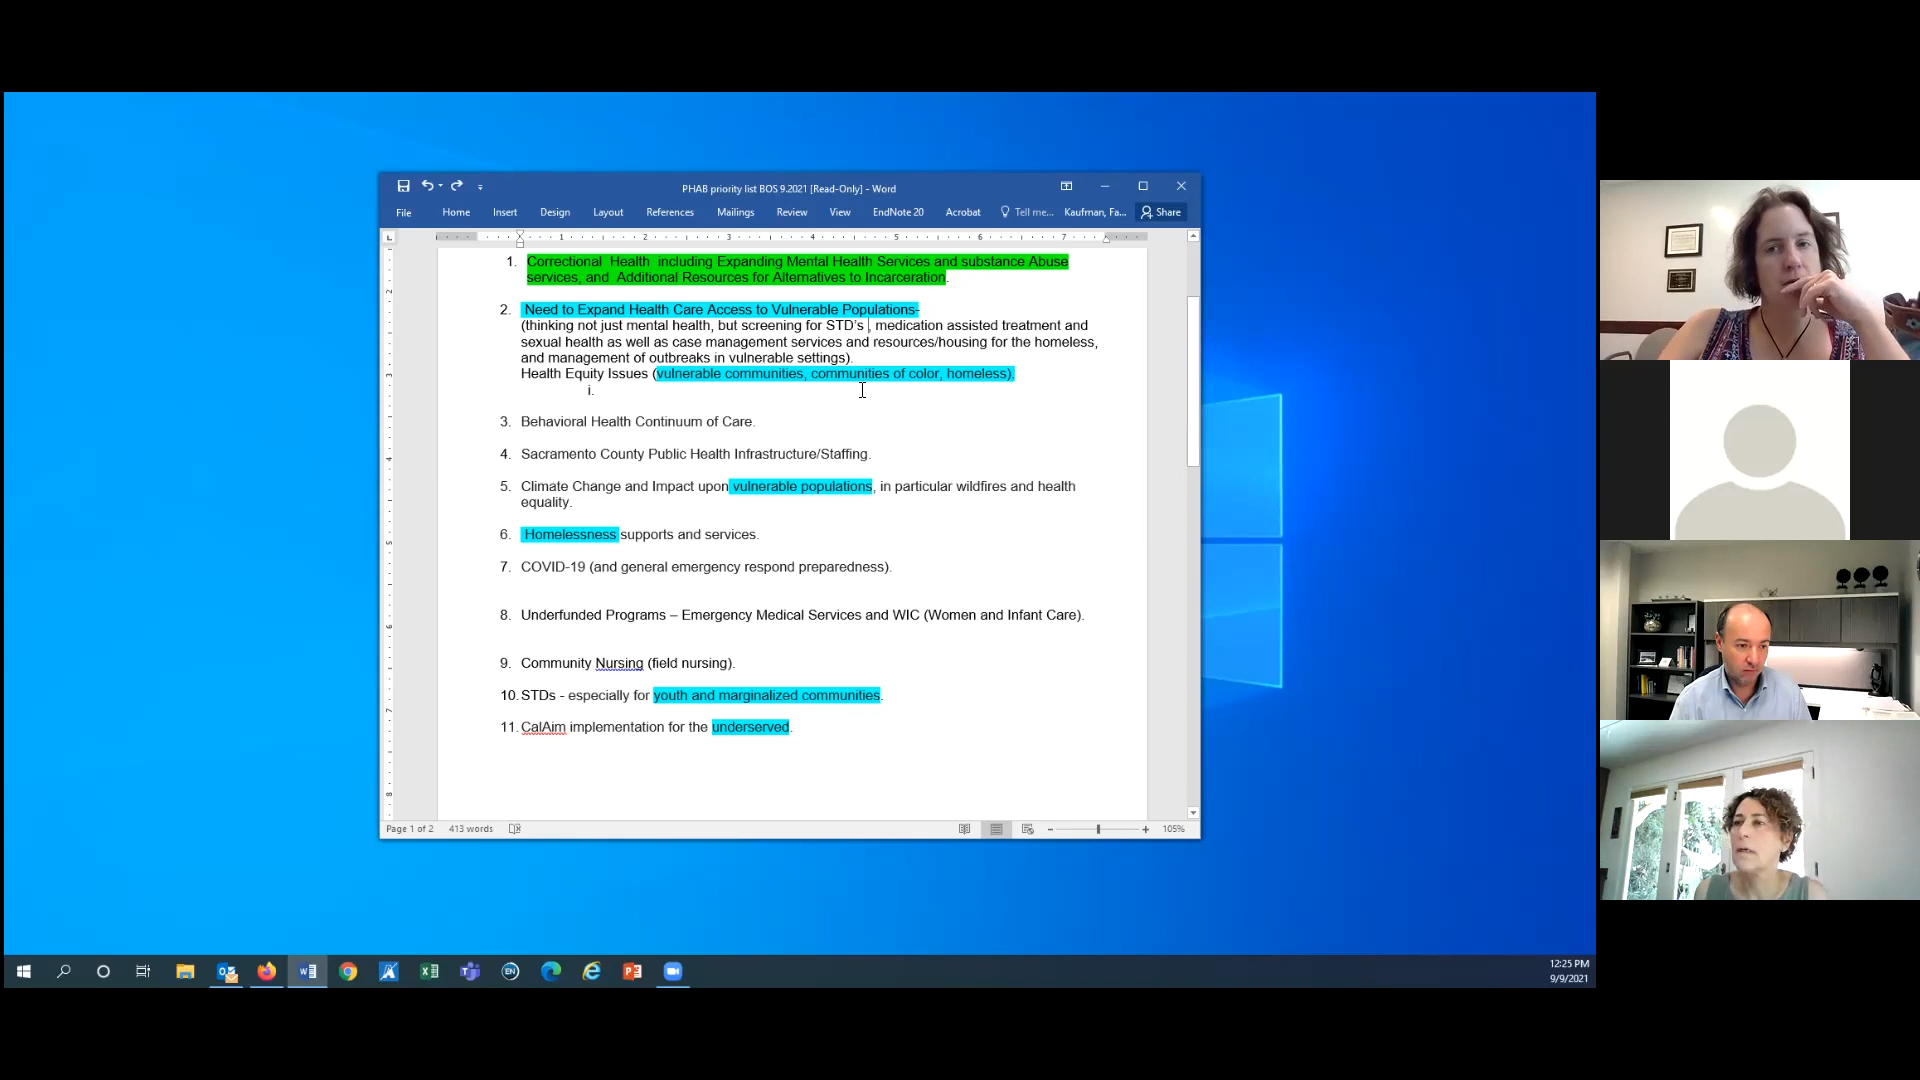 PHAB priority list BOS 9.2021 [Read-Only] - Word
File Home Insert Design Layout References Mailings Review View EndNote 20 Acrobat Tell me... Kaufman, Fa... Share
1 2 3 4 5 6 7
1. Correctional Health including Expanding Mental Health Services and substance Abuse
services, and Additional Resources for Alternatives to Incarceration.
2. Need to Expand Health Care Access to Vulnerable Populations-
(thinking not just mental health, but screening for STD's , medication assisted treatment and
sexual health as well as case management services and resources/housing for the homeless,
and management of outbreaks in vulnerable settings).
Health Equity Issues (vulnerable communities, communities of color, homeless).
i.
3. Behavioral Health Continuum of Care.
4. Sacramento County Public Health Infrastructure/Staffing.
5. Climate Change and Impact upon vulnerable populations, in particular wildfires and health
equality.
6. Homelessness supports and services.
7. COVID-19 (and general emergency respond preparedness).
8. Underfunded Programs – Emergency Medical Services and WIC (Women and Infant Care).
9. Community Nursing (field nursing).
10. STDs - especially for youth and marginalized communities.
11. CalAim implementation for the underserved.
Page 1 of 2 413 words 105%
EN
12:25 PM
9/9/2021